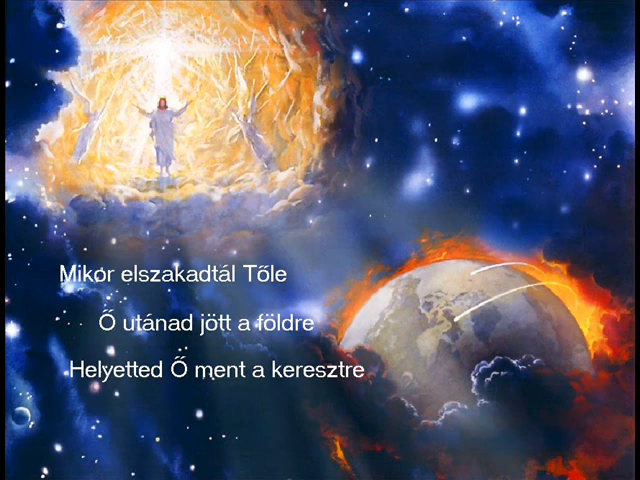 Mikor elszakadtál Tőle
Ő utánad jött a földre
Helyetted Ő ment a keresztre